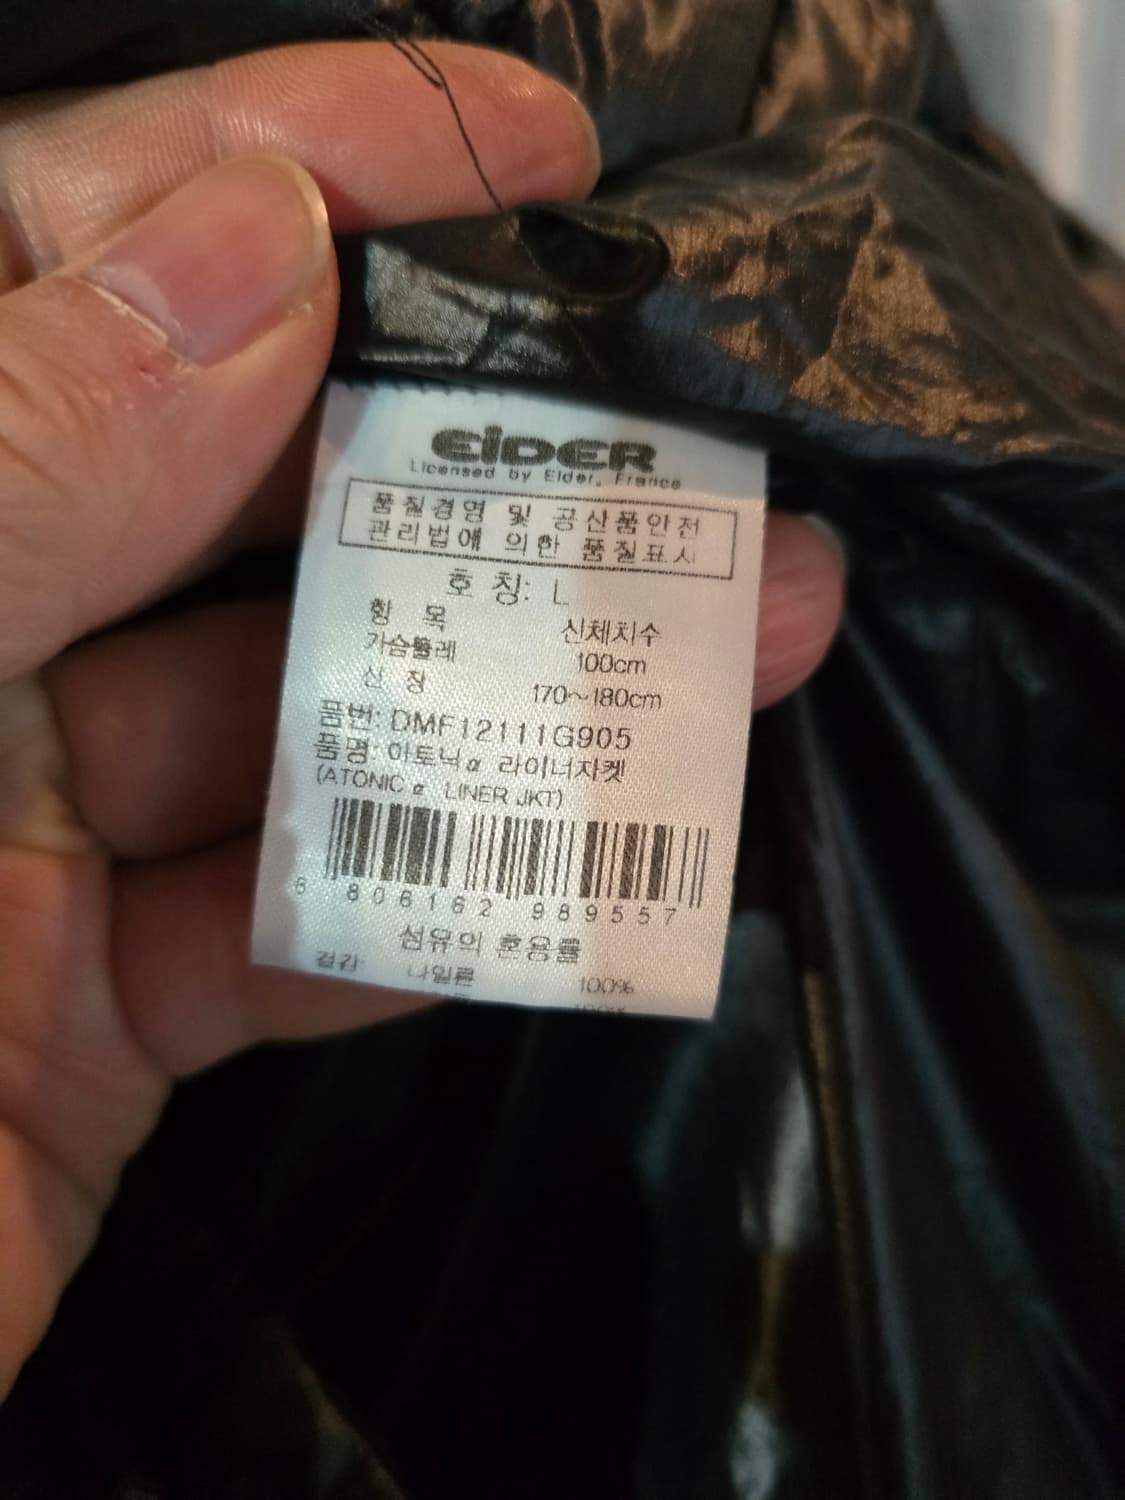 EiDER
Licensed by Eider, France
품질경영 및 공산품안전
관리법에 의한 품질표시
호 칭: L
항 목 신체치수
가슴둘레 100cm
신 장 170~180cm
품번: DMF12111G905
품명: 아토닉α 라이너자켓
(ATONIC α LINER JKT)
8 806162 989557
섬유의 혼용률
겉감 나일론 100%